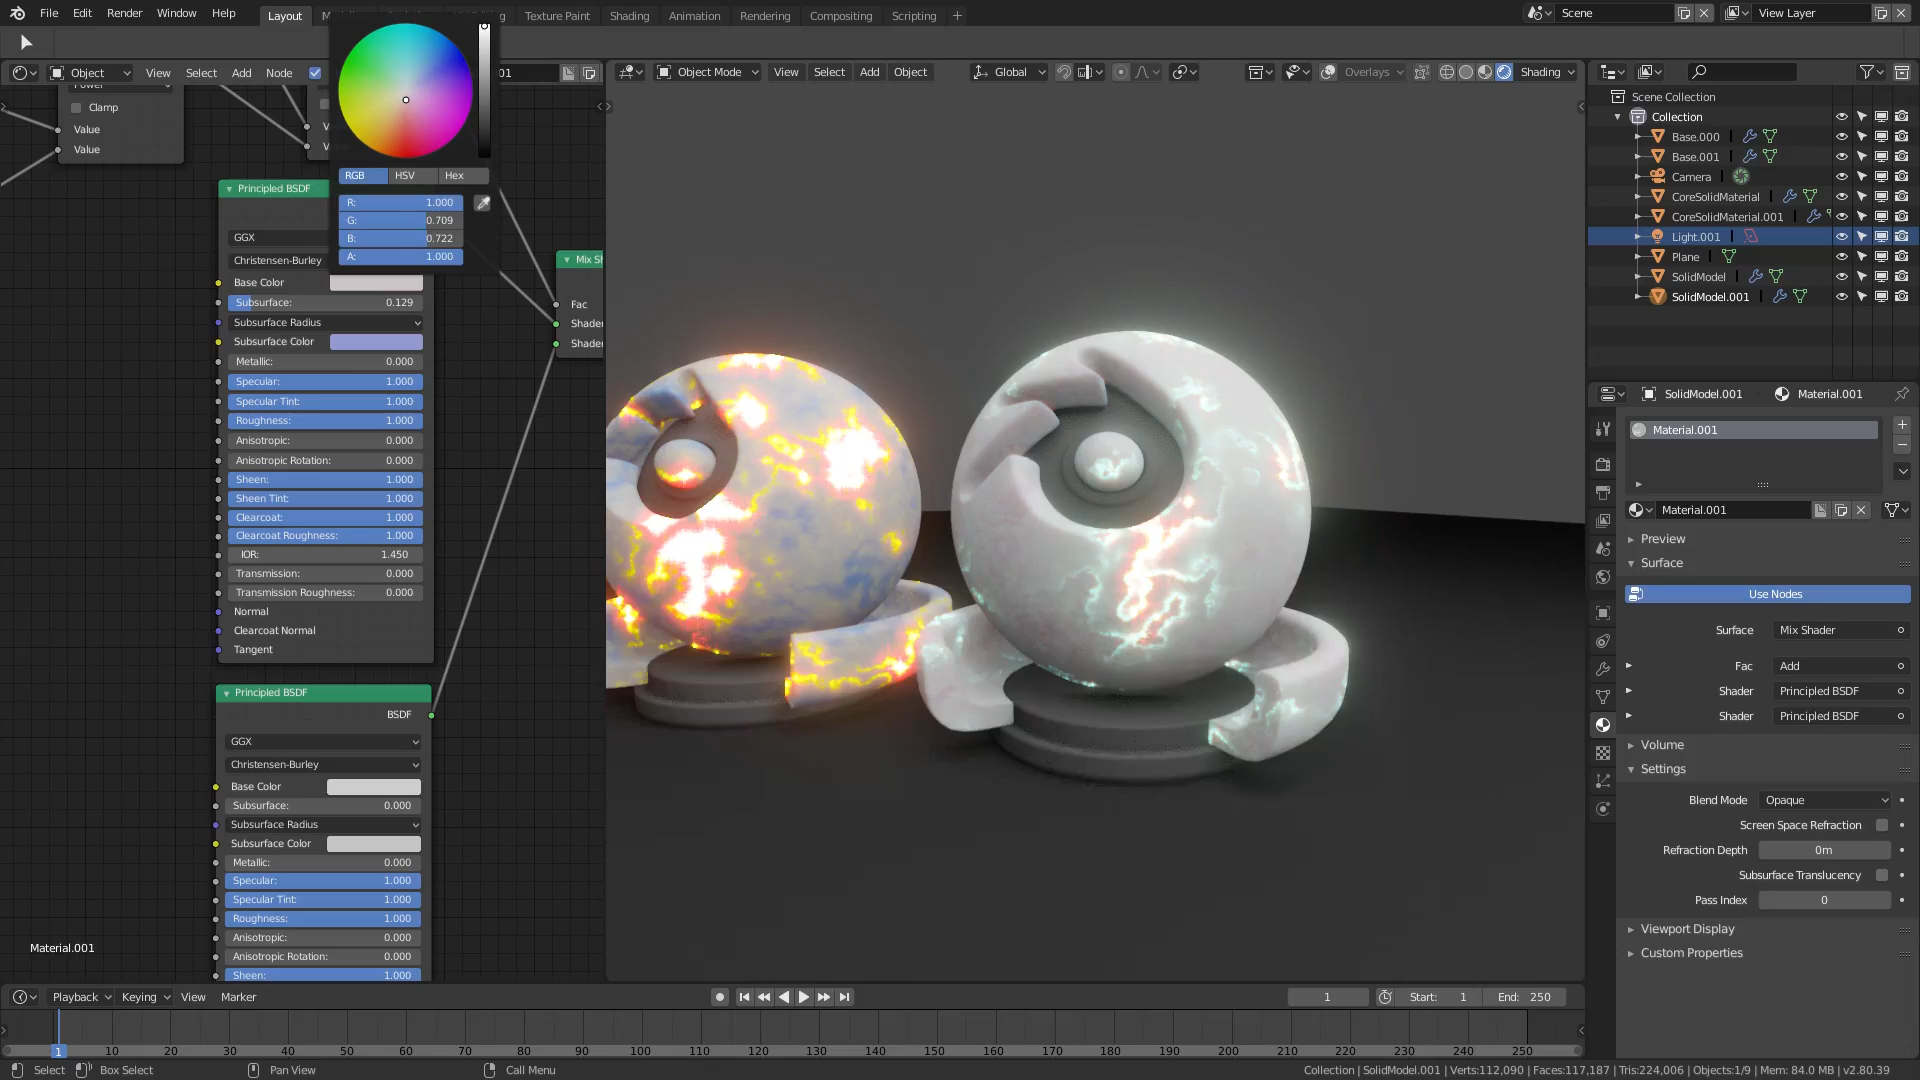 File Edit Render Window Help Layout Texture Paint Shading Animation Rendering Compositing Scripting + Scene View Layer
Object View Select Add Node
Object Mode View Select Add Object Global Overlays Shading
Clamp
Value
Value
RGB HSV Hex
R: 1.000
G: 0.709
B: 0.722
A: 1.000
Principled BSDF
GGX
Christensen-Burley
Base Color
Subsurface: 0.129
Subsurface Radius
Subsurface Color
Metallic: 0.000
Specular: 1.000
Specular Tint: 1.000
Roughness: 1.000
Anisotropic: 0.000
Anisotropic Rotation: 0.000
Sheen: 1.000
Sheen Tint: 1.000
Clearcoat: 1.000
Clearcoat Roughness: 1.000
IOR: 1.450
Transmission: 0.000
Transmission Roughness: 0.000
Normal
Clearcoat Normal
Tangent
Mix Sh
Fac
Shader
Shader
Principled BSDF
BSDF
GGX
Christensen-Burley
Base Color
Subsurface: 0.000
Subsurface Radius
Subsurface Color
Metallic: 0.000
Specular: 1.000
Specular Tint: 1.000
Roughness: 1.000
Anisotropic: 0.000
Anisotropic Rotation: 0.000
Sheen: 1.000
Material.001
Scene Collection
Collection
Base.000
Base.001
Camera
CoreSolidMaterial
CoreSolidMaterial.001
Light.001
Plane
SolidModel
SolidModel.001
SolidModel.001 Material.001
Material.001
Material.001
Preview
Surface
Use Nodes
Surface Mix Shader
Fac Add
Shader Principled BSDF
Shader Principled BSDF
Volume
Settings
Blend Mode Opaque
Screen Space Refraction
Refraction Depth 0m
Subsurface Translucency
Pass Index 0
Viewport Display
Custom Properties
Playback Keying View Marker 1 Start: 1 End: 250
1 10 20 30 40 50 60 70 80 90 100 110 120 130 140 150 160 170 180 190 200 210 220 230 240 250
Select Box Select Pan View Call Menu Collection | SolidModel.001 | Verts:112,090 | Faces:117,187 | Tris:224,006 | Objects:1/9 | Mem: 84.0 MB | v2.80.39